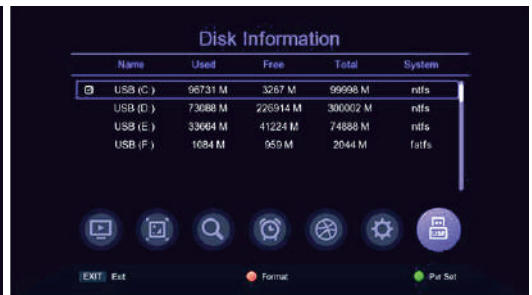 Disk Information
Name Used Free Total System
USB (C:) 96731 M 3267 M 99998 M ntfs
USB (D:) 73088 M 226914 M 300002 M ntfs
USB (E:) 33664 M 41224 M 74888 M ntfs
USB (F:) 1084 M 959 M 2044 M fatfs
USB
EXIT Exit Format Pvr Set